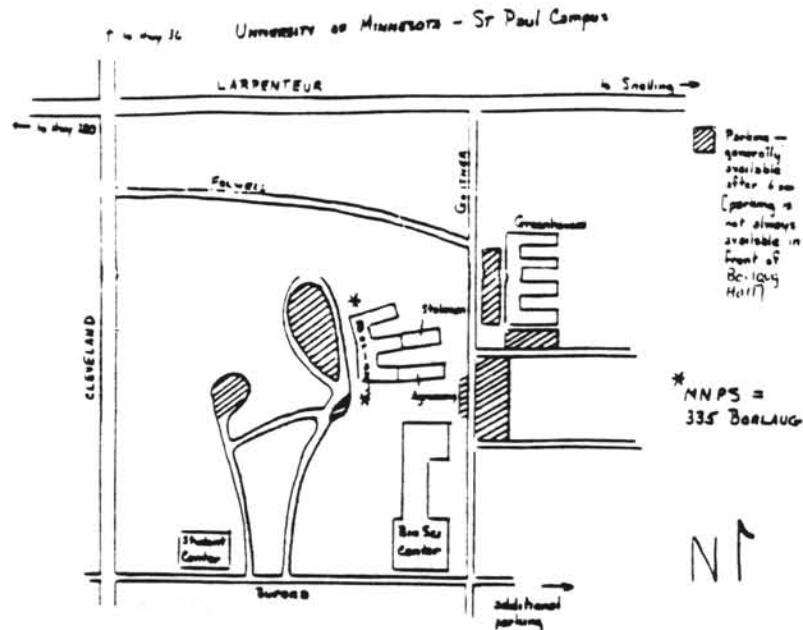 UNIVERSITY OF MINNESOTA - ST Paul Campus
↑ to Hwy 36
LARPENTEUR
to Snelling →
← to Hwy 280
Parking -
generally
available
after 6
(parking is
not always
available in
front of
Borlaug
Hall)
FOLWELL
GORTNER
Greenhouses
CLEVELAND
*
Stakman
BORLAUG
*
Agronomy
* MNPS =
335 BORLAUG
Student
Center
Bio Sci
Center
N
BUFORD
additional
parking